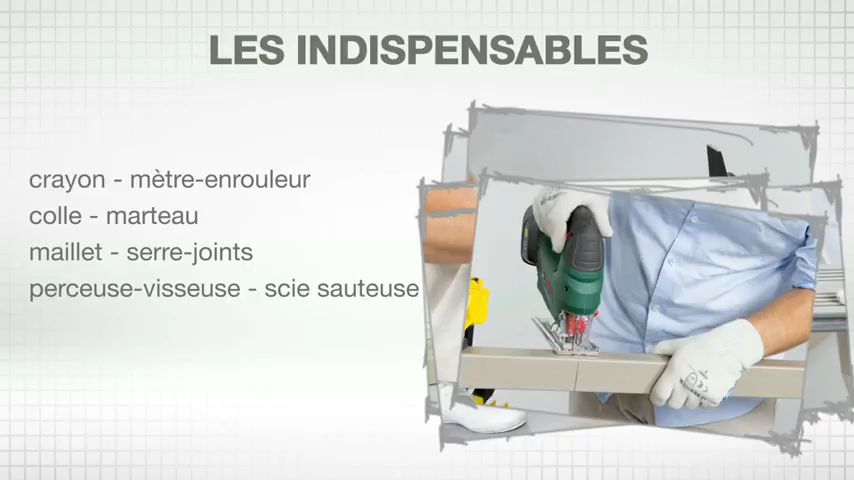 LES INDISPENSABLES
crayon - mètre-enrouleur
colle - marteau
maillet - serre-joints
perceuse-visseuse - scie sauteuse